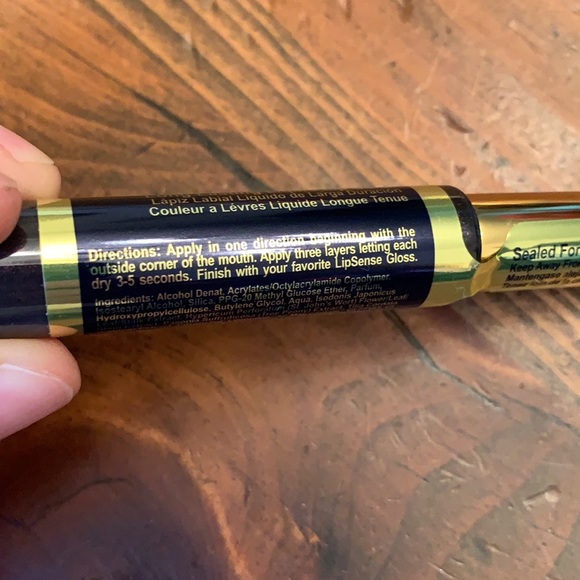 Lápiz Labial Líquido de Larga Duración
Couleur a Lévres Liquide Longue Tenue
Directions: Apply in one direction beginning with the
outside corner of the mouth. Apply three layers letting each
dry 3-5 seconds. Finish with your favorite LipSense Gloss.
Ingredients: Alcohol Denat, Acrylates/Octylacrylamide Copolymer,
Isostearyl Alcohol, Silica, PPG-20 Methyl Glucose Ether, Parfum,
Hydroxypropylcellulose, Butylene Glycol, Aqua, Isodonis Japonicus
Hypericum
Sealed For
Keep Away
Mantengase